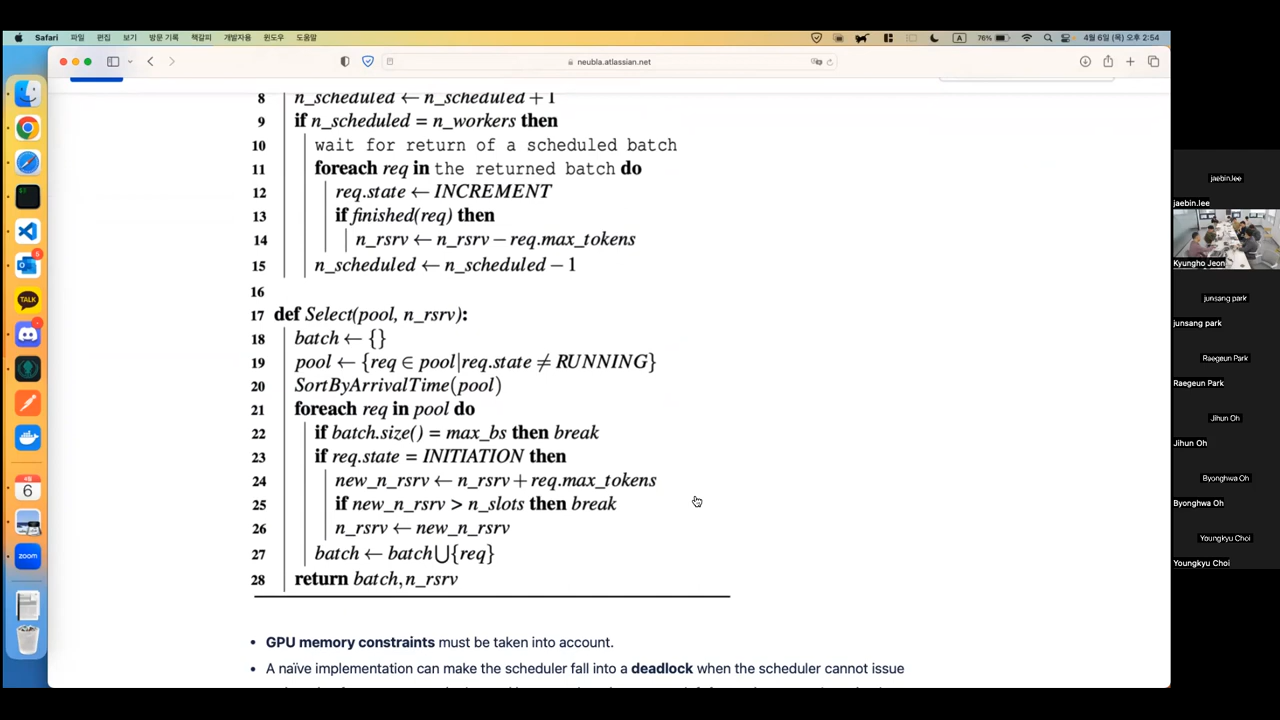 Safari 파일 편집 보기 방문 기록 책갈피 개발자용 윈도우 도움말
A 76% 4월 6일 (목) 오후 2:54
neubla.atlassian.net
8 n_scheduled ← n_scheduled + 1
9 if n_scheduled = n_workers then
10 wait for return of a scheduled batch
11 foreach req in the returned batch do
12 req.state ← INCREMENT
13 if finished(req) then
14 n_rsrv ← n_rsrv − req.max_tokens
15 n_scheduled ← n_scheduled − 1
16
17 def Select(pool, n_rsrv):
18 batch ← {}
19 pool ← {req ∈ pool|req.state ≠ RUNNING}
20 SortByArrivalTime(pool)
21 foreach req in pool do
22 if batch.size() = max_bs then break
23 if req.state = INITIATION then
24 new_n_rsrv ← n_rsrv + req.max_tokens
25 if new_n_rsrv > n_slots then break
26 n_rsrv ← new_n_rsrv
27 batch ← batch⋃{req}
28 return batch, n_rsrv
• GPU memory constraints must be taken into account.
• A naïve implementation can make the scheduler fall into a deadlock when the scheduler cannot issue
TALK
6
zoom
jaebin.lee
jaebin.lee
Kyungho Jeon
junsang park
junsang park
Raegeun Park
Raegeun Park
Jihun Oh
Jihun Oh
Byonghwa Oh
Byonghwa Oh
Youngkyu Choi
Youngkyu Choi